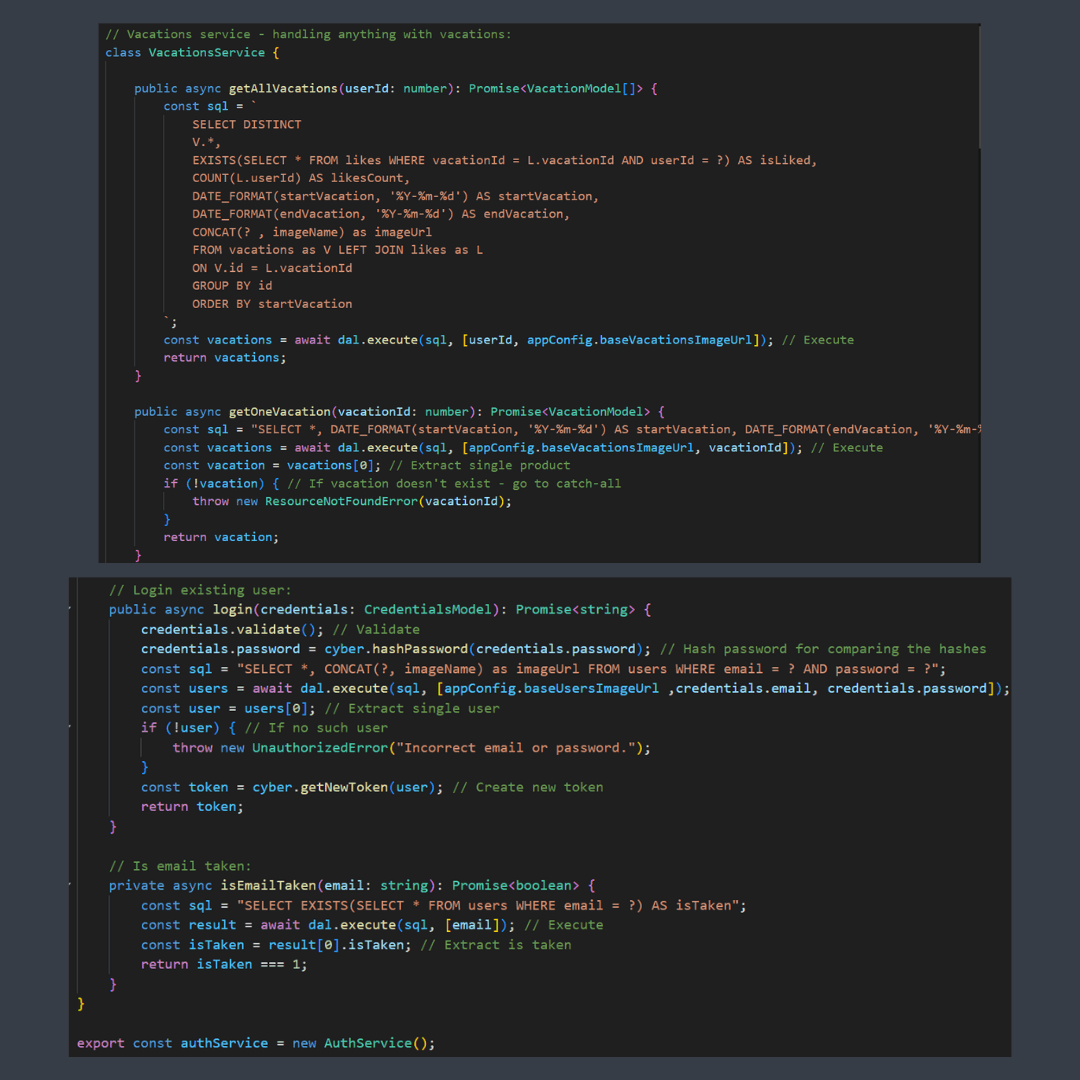 // Vacations service - handling anything with vacations:
class VacationsService {
public async getAllVacations(userId: number): Promise<VacationModel[]> {
const sql = `
SELECT DISTINCT
V.*,
EXISTS(SELECT * FROM likes WHERE vacationId = L.vacationId AND userId = ?) AS isLiked,
COUNT(L.userId) AS likesCount,
DATE_FORMAT(startVacation, '%Y-%m-%d') AS startVacation,
DATE_FORMAT(endVacation, '%Y-%m-%d') AS endVacation,
CONCAT(? , imageName) as imageUrl
FROM vacations as V LEFT JOIN likes as L
ON V.id = L.vacationId
GROUP BY id
ORDER BY startVacation
`;
const vacations = await dal.execute(sql, [userId, appConfig.baseVacationsImageUrl]); // Execute
return vacations;
}
public async getOneVacation(vacationId: number): Promise<VacationModel> {
const sql = "SELECT *, DATE_FORMAT(startVacation, '%Y-%m-%d') AS startVacation, DATE_FORMAT(endVacation, '%Y-%m-%
const vacations = await dal.execute(sql, [appConfig.baseVacationsImageUrl, vacationId]); // Execute
const vacation = vacations[0]; // Extract single product
if (!vacation) { // If vacation doesn't exist - go to catch-all
throw new ResourceNotFoundError(vacationId);
}
return vacation;
}
// Login existing user:
public async login(credentials: CredentialsModel): Promise<string> {
credentials.validate(); // Validate
credentials.password = cyber.hashPassword(credentials.password); // Hash password for comparing the hashes
const sql = "SELECT *, CONCAT(?, imageName) as imageUrl FROM users WHERE email = ? AND password = ?";
const users = await dal.execute(sql, [appConfig.baseUsersImageUrl ,credentials.email, credentials.password]);
const user = users[0]; // Extract single user
if (!user) { // If no such user
throw new UnauthorizedError("Incorrect email or password.");
}
const token = cyber.getNewToken(user); // Create new token
return token;
}
// Is email taken:
private async isEmailTaken(email: string): Promise<boolean> {
const sql = "SELECT EXISTS(SELECT * FROM users WHERE email = ?) AS isTaken";
const result = await dal.execute(sql, [email]); // Execute
const isTaken = result[0].isTaken; // Extract is taken
return isTaken === 1;
}
}
export const authService = new AuthService();